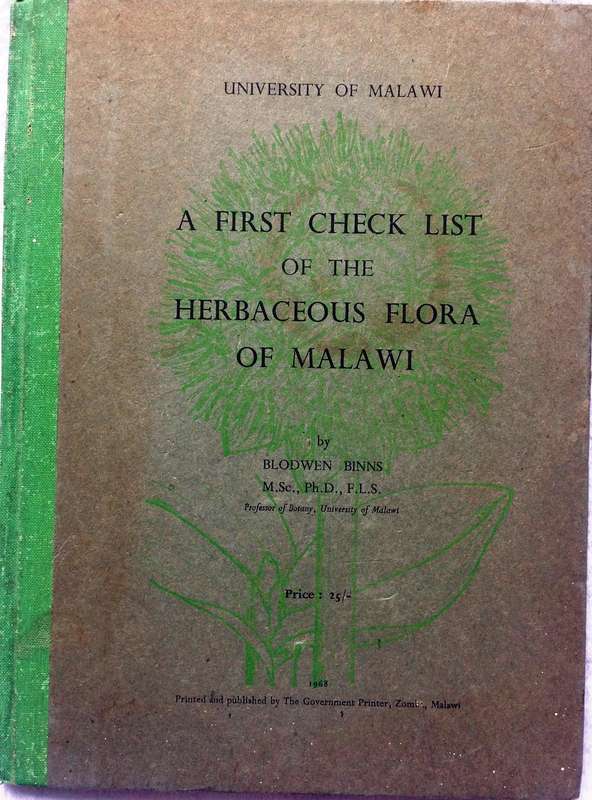 UNIVERSITY OF MALAWI
A FIRST CHECK LIST
OF THE
HERBACEOUS FLORA
OF MALAWI
by
BLODWEN BINNS
M.Sc., Ph.D., F.L.S.
Professor of Botany, University of Malawi
Price : 25/-
1968
Printed and published by The Government Printer, Zomba, Malawi